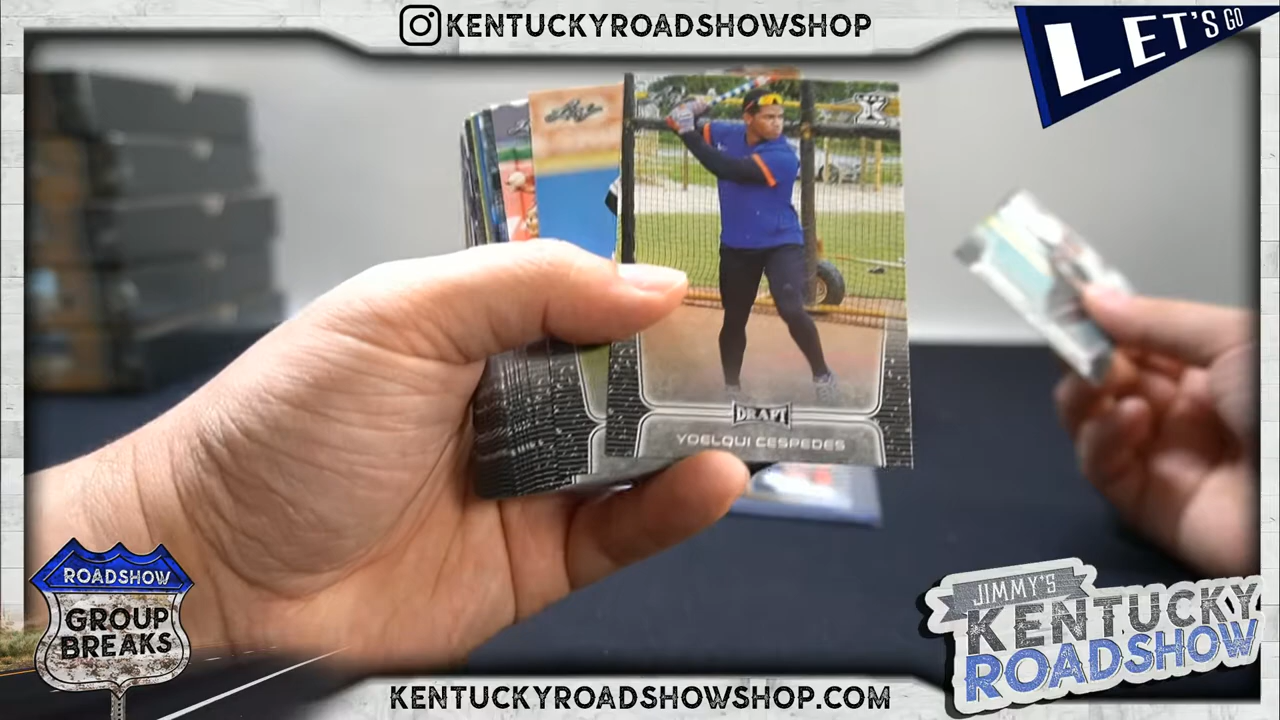 KENTUCKYROADSHOWSHOP
LET'S GO
DRAFT
YOELQUI CESPEDES
ROADSHOW
GROUP
BREAKS
JIMMY'S
KENTUCKY
ROADSHOW
KENTUCKYROADSHOWSHOP.COM